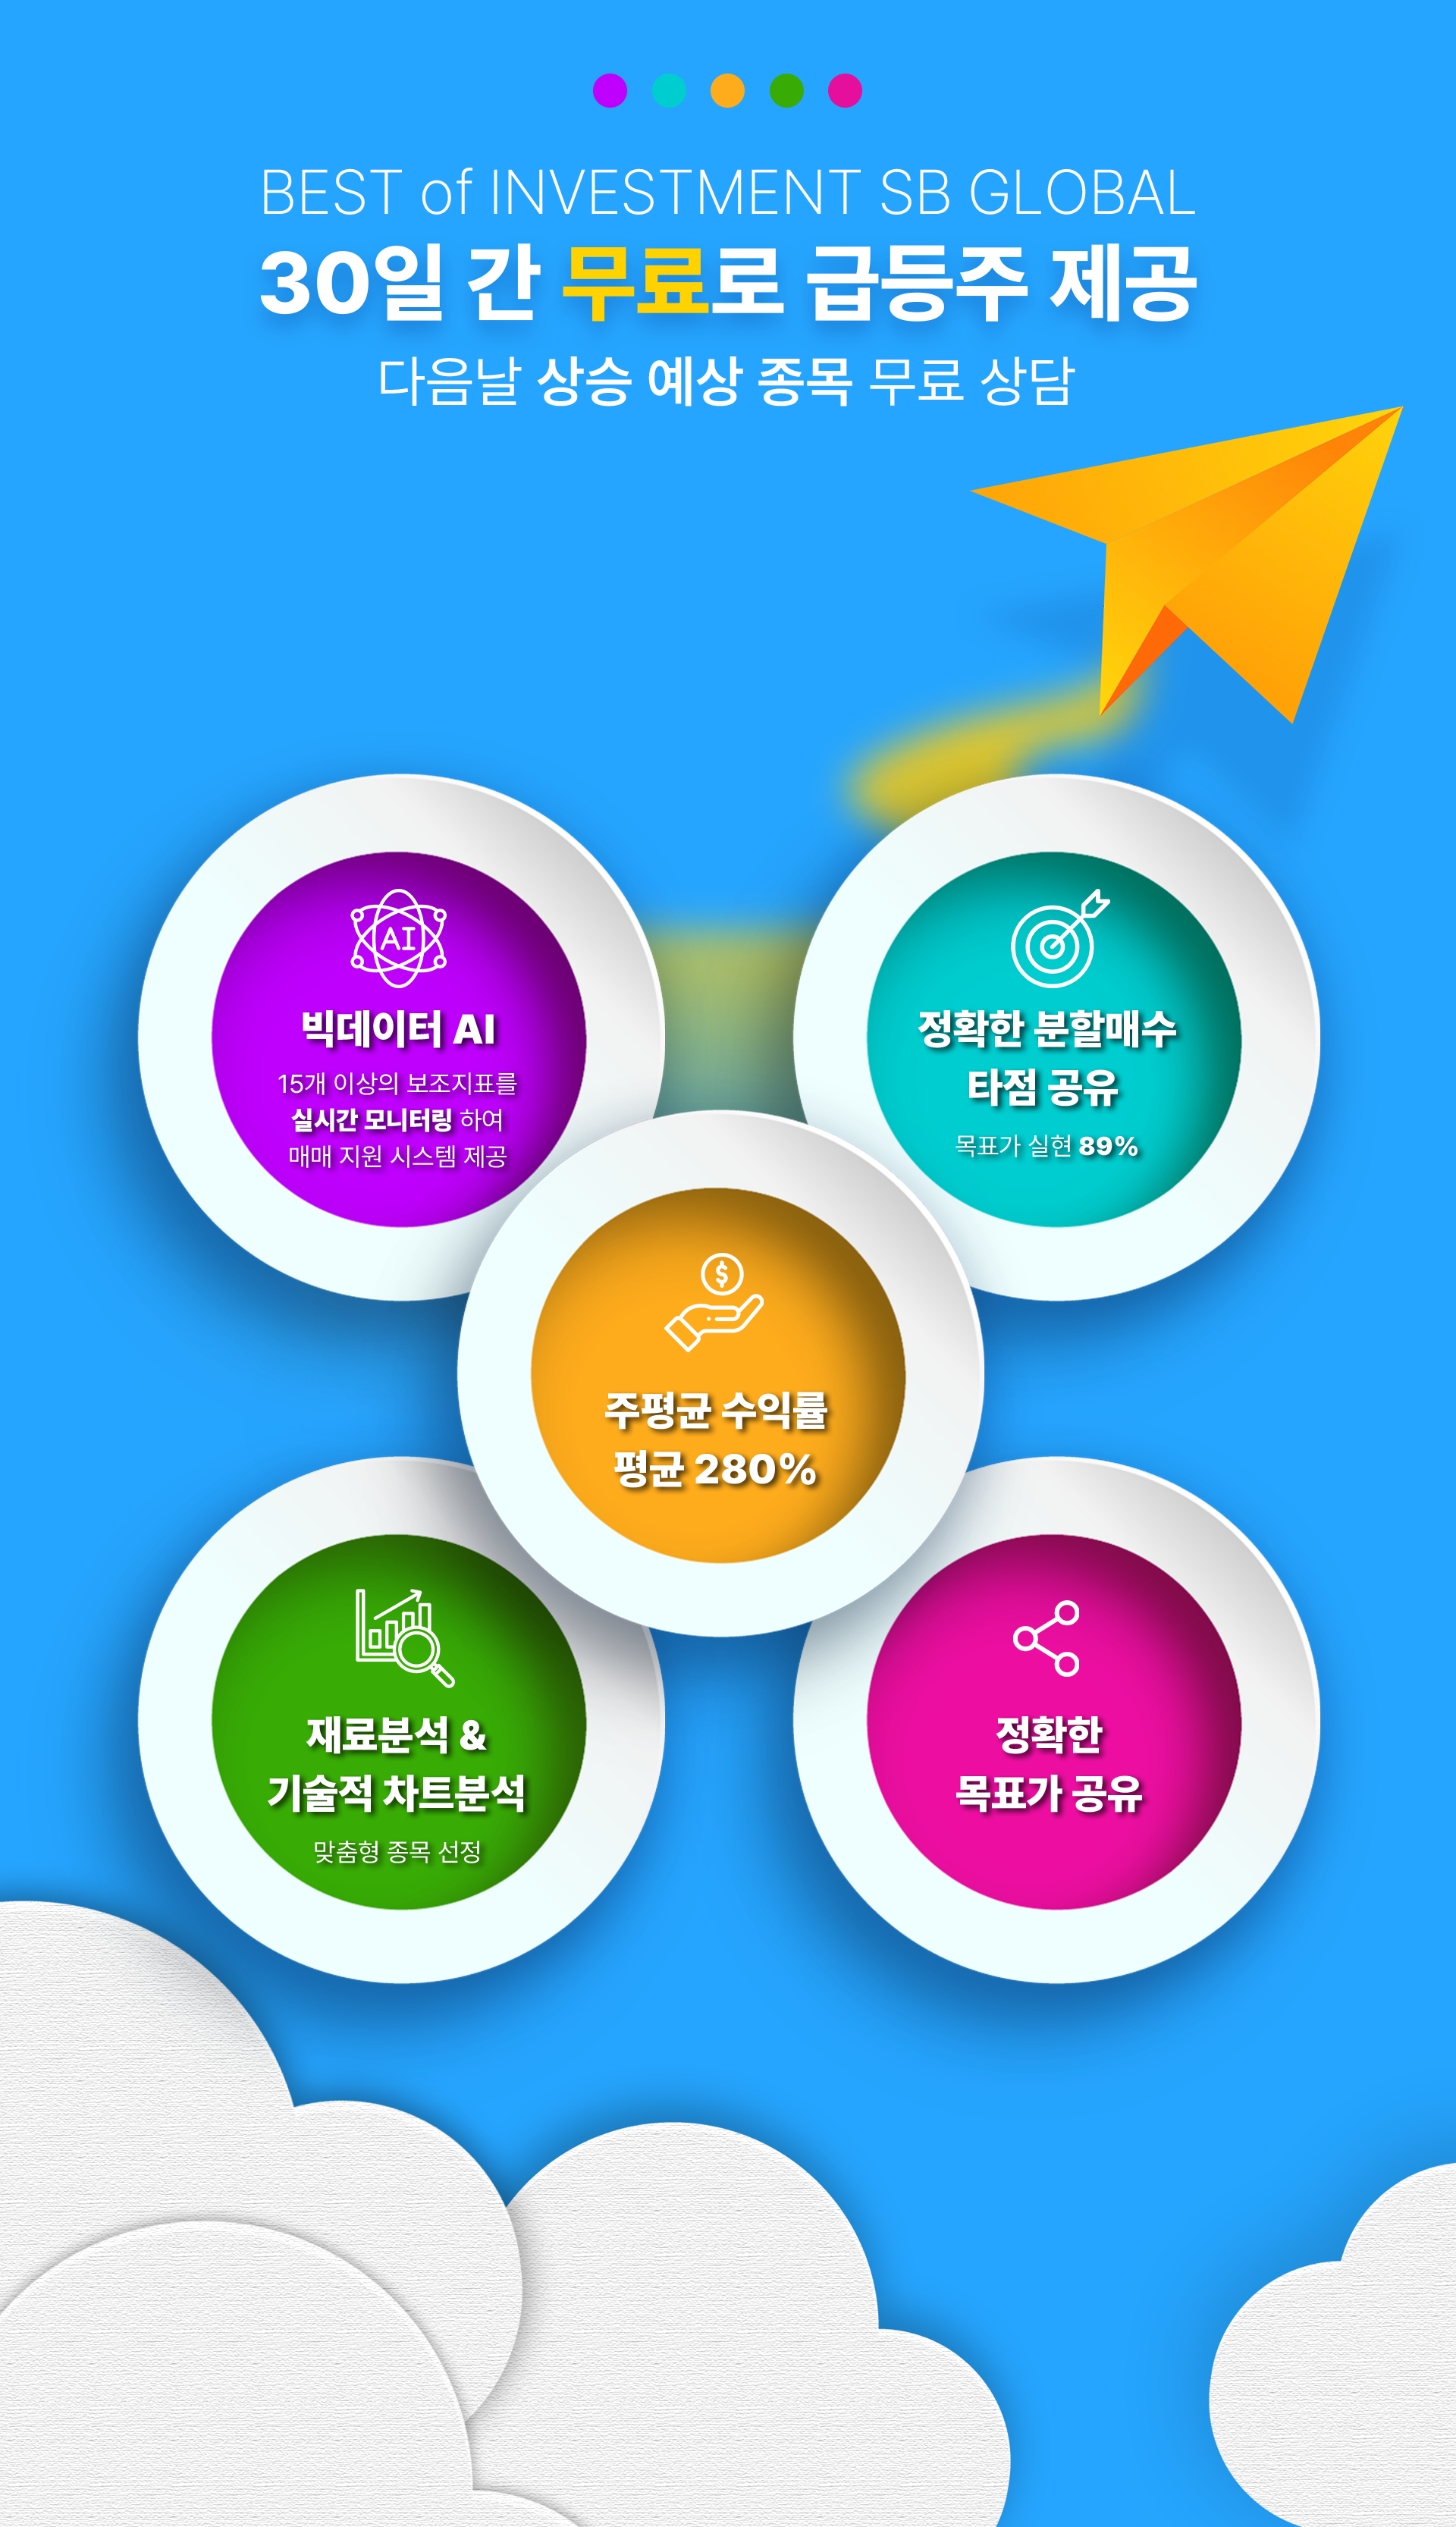 BEST of INVESTMENT SB GLOBAL
30일 간 무료로 급등주 제공
다음날 상승 예상 종목 무료 상담
AI
빅데이터 AI
15개 이상의 보조지표를
실시간 모니터링 하여
매매 지원 시스템 제공
정확한 분할매수
타점 공유
목표가 실현 89%
$
주평균 수익률
평균 280%
재료분석 &
기술적 챠트분석
맞춤형 종목 선정
정확한
목표가 공유